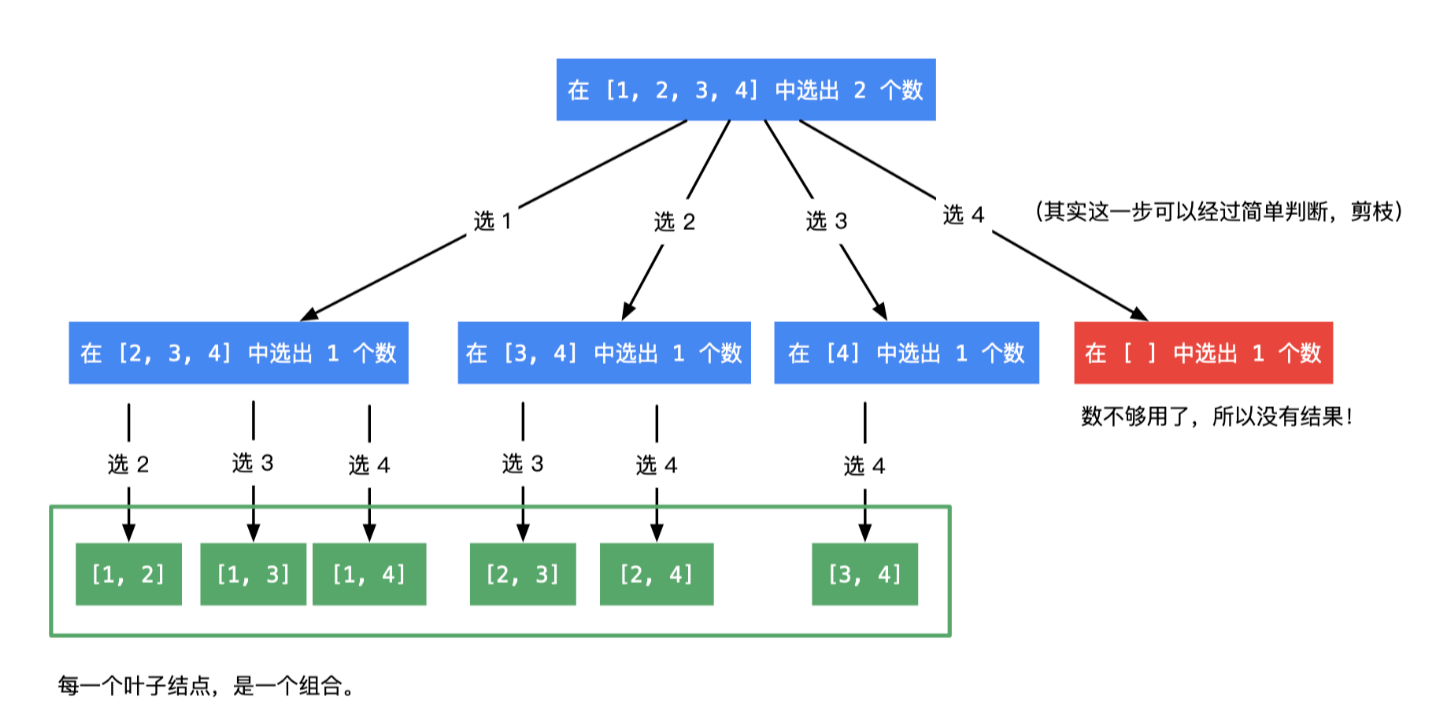 在 [1, 2, 3, 4] 中选出 2 个数
选 1
选 2
选 3
选 4
（其实这一步可以经过简单判断，剪枝）
在 [2, 3, 4] 中选出 1 个数
在 [3, 4] 中选出 1 个数
在 [4] 中选出 1 个数
在 [ ] 中选出 1 个数
数不够用了，所以没有结果！
选 2
选 3
选 4
选 3
选 4
选 4
[1, 2]
[1, 3]
[1, 4]
[2, 3]
[2, 4]
[3, 4]
每一个叶子结点，是一个组合。